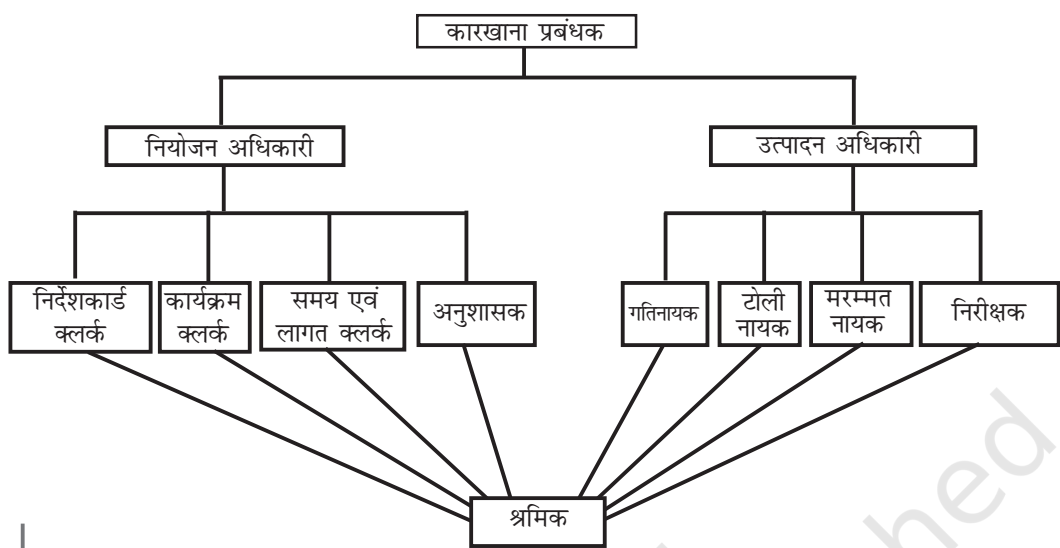 कारखाना प्रबंधक
नियोजन अधिकारी
उत्पादन अधिकारी
निर्देशकार्ड
क्लर्क
कार्यक्रम
क्लर्क
समय एवं
लागत क्लर्क
अनुशासक
गतिनायक
टोली
नायक
मरम्मत
नायक
निरीक्षक
श्रमिक